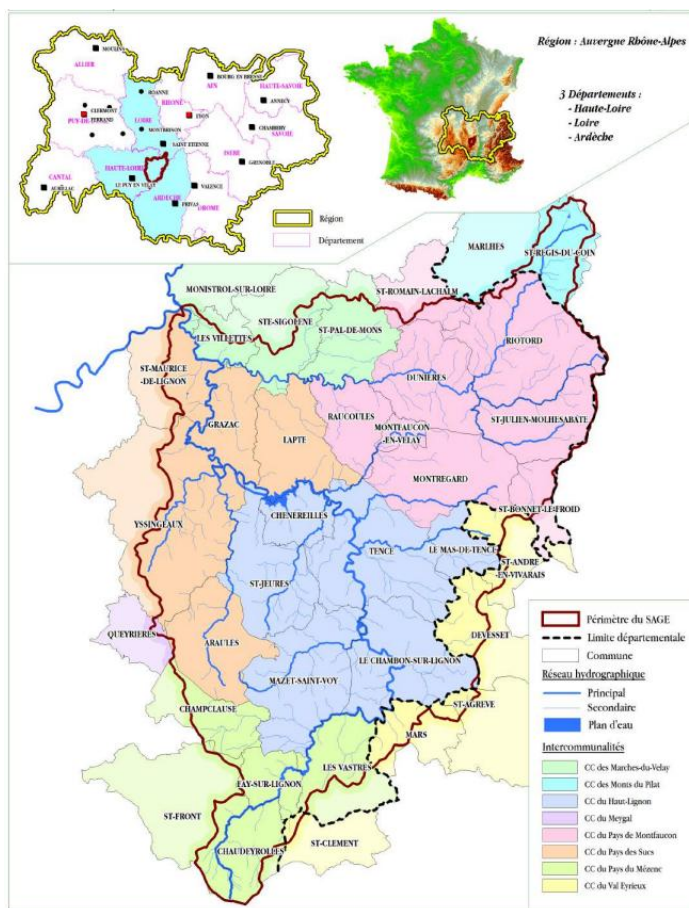 Région : Auvergne Rhône-Alpes
3 Départements :
- Haute-Loire
- Loire
- Ardèche
MOULINS
ALLIER
BOURG EN BRESSE
AIN
HAUTE-SAVOIE
ANNECY
ROANNE
RHONE
CLERMONT
FERRAND
PUY-DE-
LOIRE
LYON
MONTBRISON
CHAMBERY
SAVOIE
SAINT ETIENNE
ISERE
GRENOBLE
CANTAL
HAUTE-LOIRE
LE PUY EN VELAY
AURILLAC
VALENCE
ARDECHE
PRIVAS
DROME
Région
Département
MARLHES
ST-REGIS-DU-COIN
ST-ROMAIN-LACHALM
MONISTROL-SUR-LOIRE
STE-SIGOLENE
ST-PAL-DE-MONS
LES VILLETTES
RIOTORD
ST-MAURICE
-DE-LIGNON
DUNIÈRES
GRAZAC
RAUCOULES
MONTFAUCON
-EN-VELAY
ST-JULIEN-MOLHESABATE
LAPTE
MONTREGARD
ST-BONNET-LE-FROID
CHENEREILLES
YSSINGEAUX
TENCE
LE MAS-DE-TENCE
ST-ANDRE
-EN-VIVARAIS
ST-JEURES
DEVESSET
QUEYRIERES
ARAULES
LE CHAMBON-SUR-LIGNON
MAZET-SAINT-VOY
ST-AGREVE
CHAMPCLAUSE
MARS
LES VASTRES
FAY-SUR-LIGNON
ST-FRONT
CHAUDEYROLLES
ST-CLEMENT
Périmètre du SAGE
Limite départementale
Commune
Réseau hydrographique
Principal
Secondaire
Plan d'eau
Intercommunalités
CC des Marches-du-Velay
CC des Monts du Pilat
CC du Haut-Lignon
CC du Meygal
CC du Pays de Montfaucon
CC du Pays des Sucs
CC du Pays du Mézenc
CC du Val Eyrieux